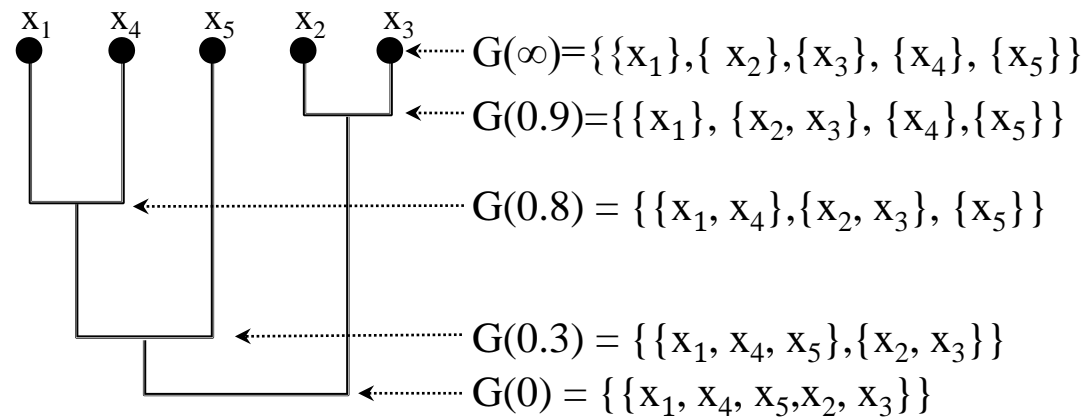 x₁ x₄ x₅ x₂ x₃
G(∞)={{x₁},{ x₂},{x₃}, {x₄}, {x₅}}
G(0.9)={{x₁}, {x₂, x₃}, {x₄},{x₅}}
G(0.8) = {{x₁, x₄},{x₂, x₃}, {x₅}}
G(0.3) = {{x₁, x₄, x₅},{x₂, x₃}}
G(0) = {{x₁, x₄, x₅,x₂, x₃}}